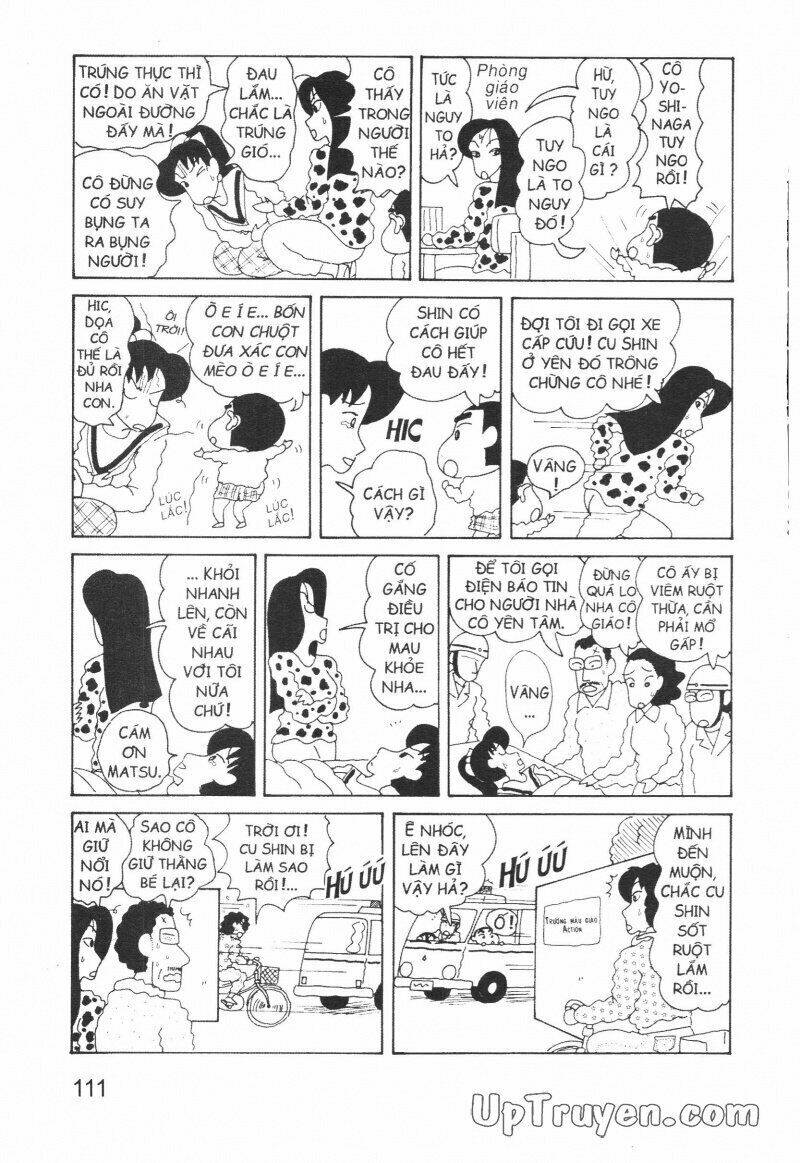 CÔ
YO-
SHI-
NAGA
TUY
NGO
RỒI!
HỪ,
TUY
NGO
LÀ
CÁI
GÌ?
TUY
NGO
LÀ TO
NGUY
ĐÓ!
Phòng
giáo
viên
TỨC
LÀ
NGUY
TO
HẢ?
CÔ
THẤY
TRONG
NGƯỜI
THẾ
NÀO?
ĐAU
LẮM...
CHẮC LÀ
TRÚNG
GIÓ...
TRÚNG THỰC THÌ
CÓ! DO ĂN VẶT
NGOÀI ĐƯỜNG
ĐẤY MÀ!
CÔ ĐỪNG
CÓ SUY
BỤNG TA
RA BỤNG
NGƯỜI!
ĐỢI TÔI ĐI GỌI XE
CẤP CỨU! CU SHIN
Ở YÊN ĐÓ TRÔNG
CHỪNG CÔ NHÉ!
VÂNG
!
SHIN CÓ
CÁCH GIÚP
CÔ HẾT
ĐAU ĐẤY!
HIC
CÁCH GÌ
VẬY?
Ò E Í E... BỐN
CON CHUỘT
ĐƯA XÁC CON
MÈO Ò E Í E...
ÔI
TRỜI!
HIC,
DỌA
CÔ
THẾ LÀ
ĐỦ RỒI
NHA
CON.
LÚC
LẮC!
LÚC
LẮC!
CÔ ẤY BỊ
VIÊM RUỘT
THỪA, CẦN
PHẢI MỔ
GẤP!
ĐỪNG
QUÁ LO
NHA CÔ
GIÁO!
ĐỂ TÔI GỌI
ĐIỆN BÁO TIN
CHO NGƯỜI NHÀ
CÔ YÊN TÂM.
VÂNG
...
CỐ
GẮNG
ĐIỀU
TRỊ CHO
MAU
KHỎE
NHA...
... KHỎI
NHANH
LÊN, CÒN
VỀ CÃI
NHAU
VỚI TÔI
NỮA
CHỨ!
CÁM
ƠN
MATSU.
MÌNH
ĐẾN
MUỘN,
CHẮC CU
SHIN
SỐT
RUỘT
LẮM
RỒI...
TRƯỜNG MẪU GIÁO
ACTION
HÚ ÚÚ
Ê NHÓC,
LÊN ĐÂY
LÀM GÌ
VẬY HẢ?
Ơ!
HÚ ÚÚ
TRỜI ƠI!
CU SHIN BỊ
LÀM SAO
RỒI!...
SAO CÔ
KHÔNG
GIỮ THẰNG
BÉ LẠI?
AI MÀ
GIỮ
NỔI
NÓ!
111
UpTruyen.com